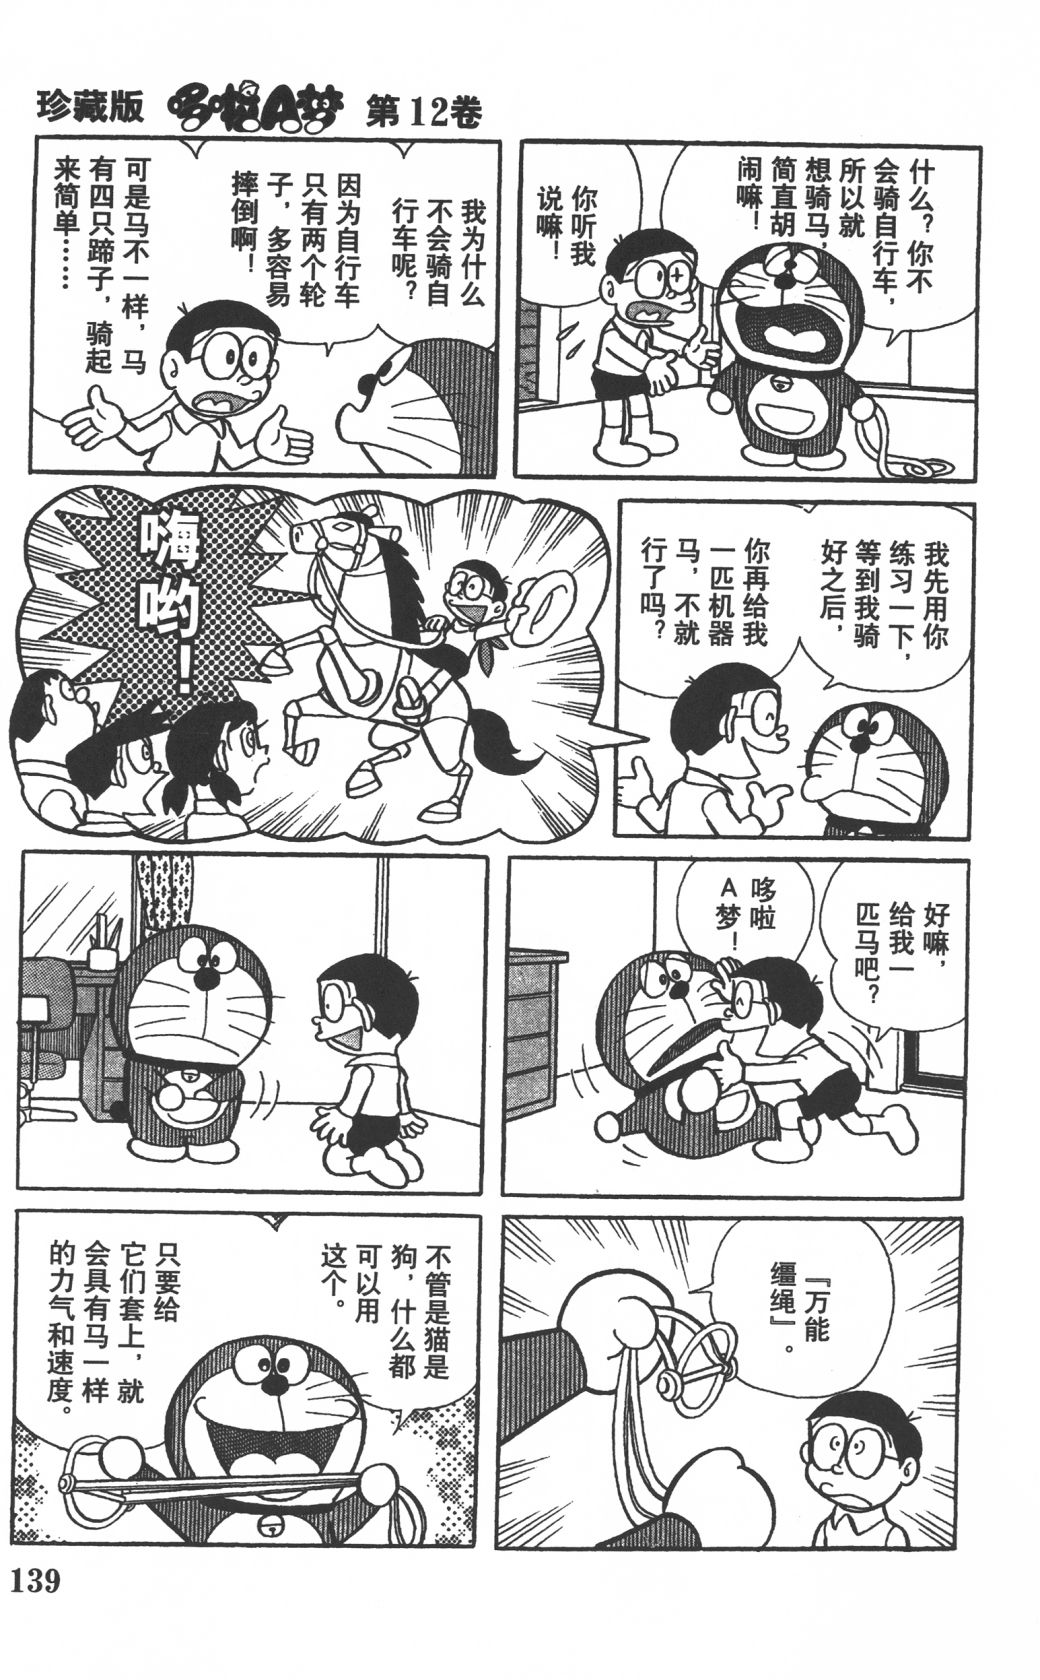 珍藏版 哆啦A梦 第12卷
什么？你不
会骑自行车，
所以就
想骑马，
简直胡
闹嘛！
你听我
说嘛！
我为什么
不会骑自
行车呢？
因为自行车
只有两个轮
子，多容易
摔倒啊！
可是马不一样，马
有四只蹄子，骑起
来简单……
我先用你
练习一下，
等到我骑
好之后，
你再给我
一匹机器
马，不就
行了吗？
嗨哟！
好嘛，
给我一
匹马吧？
哆啦
A梦！
『万能
缰绳』。
不管是猫是
狗，什么都
可以用
这个。
只要给
它们套上，就
会具有马一样
的力气和速度。
139